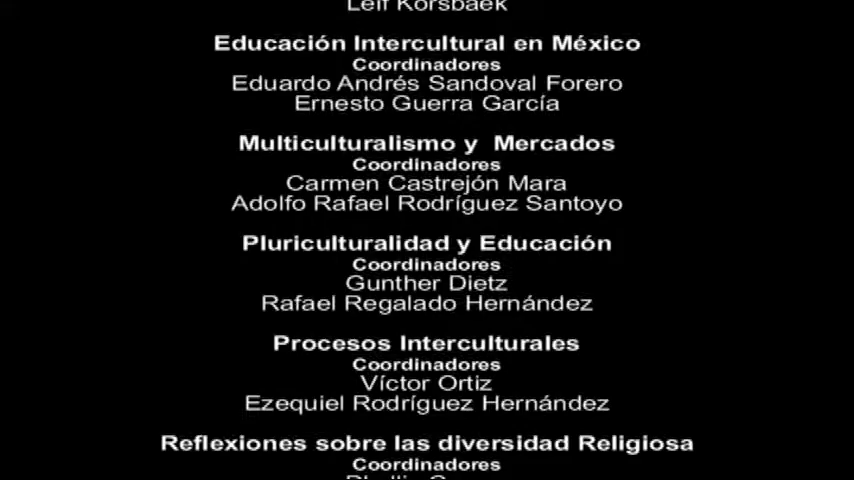 Leif Korsbaek
Educación Intercultural en México
Coordinadores
Eduardo Andrés Sandoval Forero
Ernesto Guerra García
Multiculturalismo y Mercados
Coordinadores
Carmen Castrejón Mara
Adolfo Rafael Rodríguez Santoyo
Pluriculturalidad y Educación
Coordinadores
Gunther Dietz
Rafael Regalado Hernández
Procesos Interculturales
Coordinadores
Víctor Ortiz
Ezequiel Rodríguez Hernández
Reflexiones sobre las diversidad Religiosa
Coordinadores